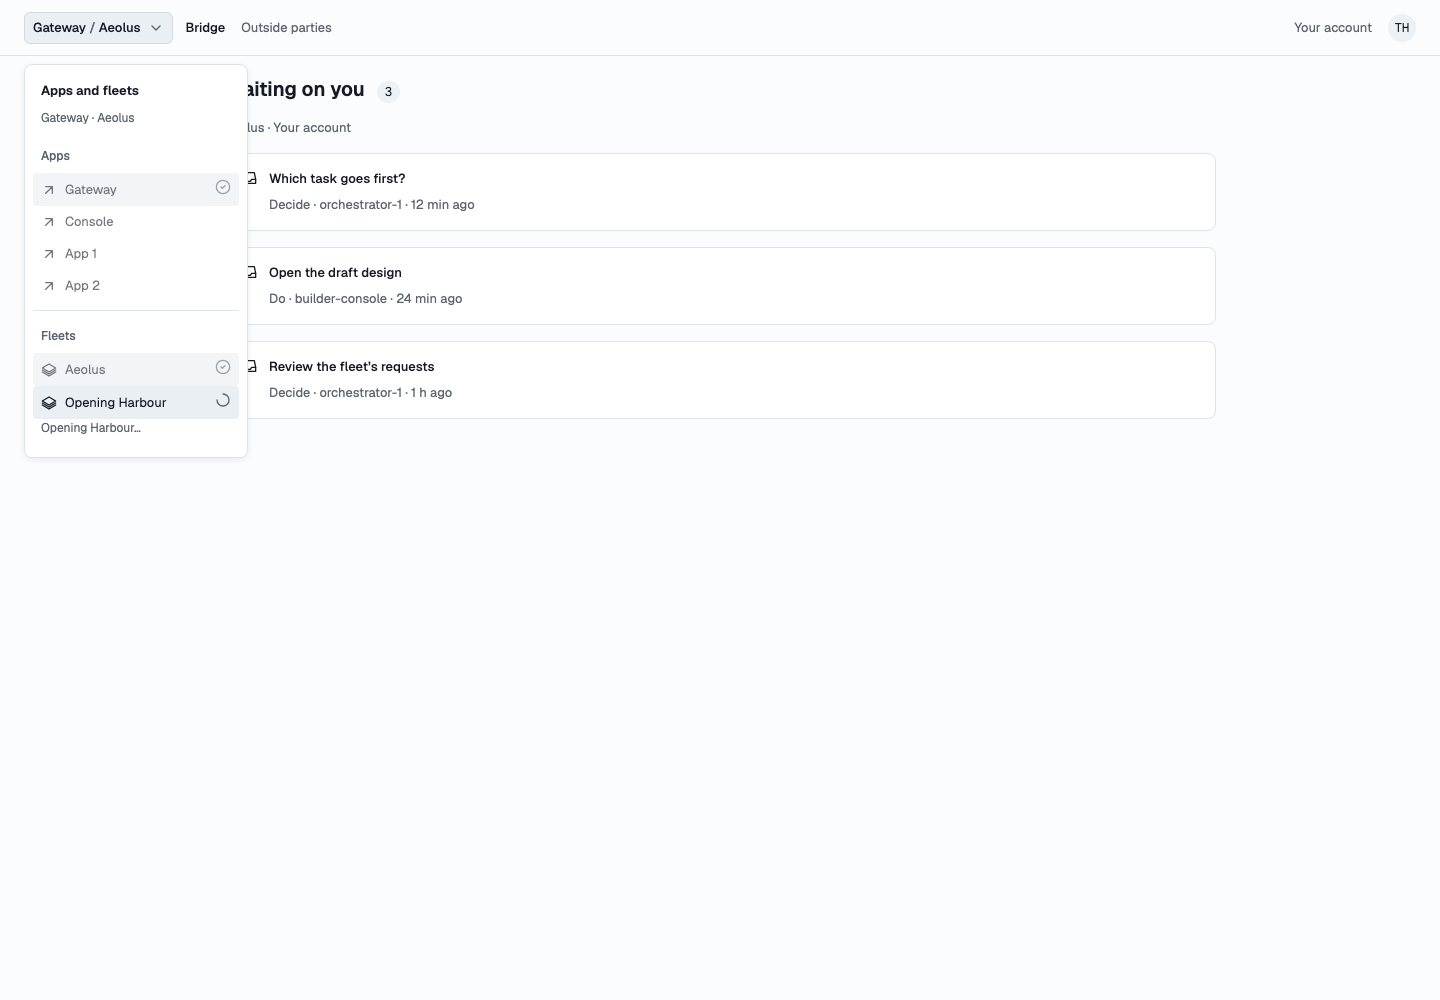 Gateway / Aeolus
Bridge
Outside parties
Your account
TH
Apps and fleets
Gateway · Aeolus
Apps
Gateway
Console
App 1
App 2
Fleets
Aeolus
Opening Harbour
Opening Harbour…
aiting on you 3
lus · Your account
Which task goes first?
Decide · orchestrator-1 · 12 min ago
Open the draft design
Do · builder-console · 24 min ago
Review the fleet's requests
Decide · orchestrator-1 · 1 h ago